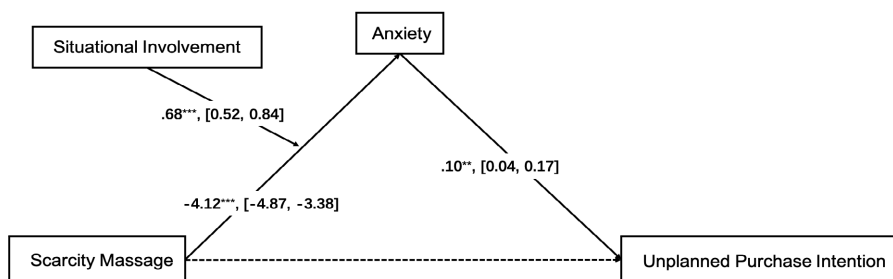 Anxiety
Situational Involvement
.68***, [0.52, 0.84]
.10**, [0.04, 0.17]
-4.12***, [-4.87, -3.38]
Scarcity Massage
Unplanned Purchase Intention